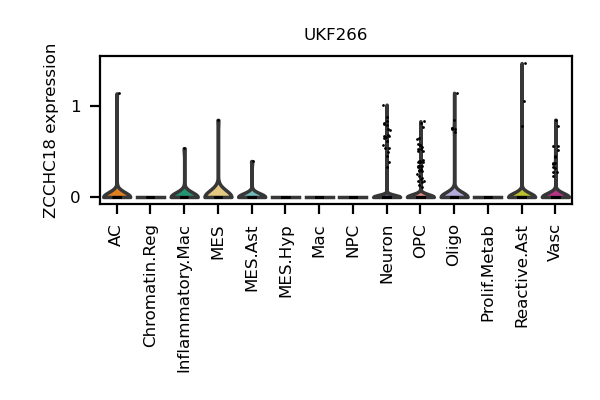 UKF266
ZCCHC18 expression
1
0
AC
Chromatin.Reg
Inflammatory.Mac
MES
MES.Ast
MES.Hyp
Mac
NPC
Neuron
OPC
Oligo
Prolif.Metab
Reactive.Ast
Vasc